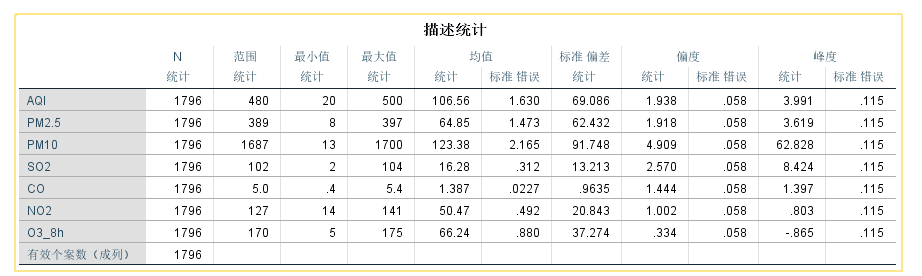 描述统计
N 范围 最小值 最大值 均值 标准 偏差 偏度 峰度
统计 统计 统计 统计 统计 标准 错误 统计 统计 标准 错误 统计 标准 错误
AQI 1796 480 20 500 106.56 1.630 69.086 1.938 .058 3.991 .115
PM2.5 1796 389 8 397 64.85 1.473 62.432 1.918 .058 3.619 .115
PM10 1796 1687 13 1700 123.38 2.165 91.748 4.909 .058 62.828 .115
SO2 1796 102 2 104 16.28 .312 13.213 2.570 .058 8.424 .115
CO 1796 5.0 .4 5.4 1.387 .0227 .9635 1.444 .058 1.397 .115
NO2 1796 127 14 141 50.47 .492 20.843 1.002 .058 .803 .115
O3_8h 1796 170 5 175 66.24 .880 37.274 .334 .058 -.865 .115
有效个案数（成列） 1796